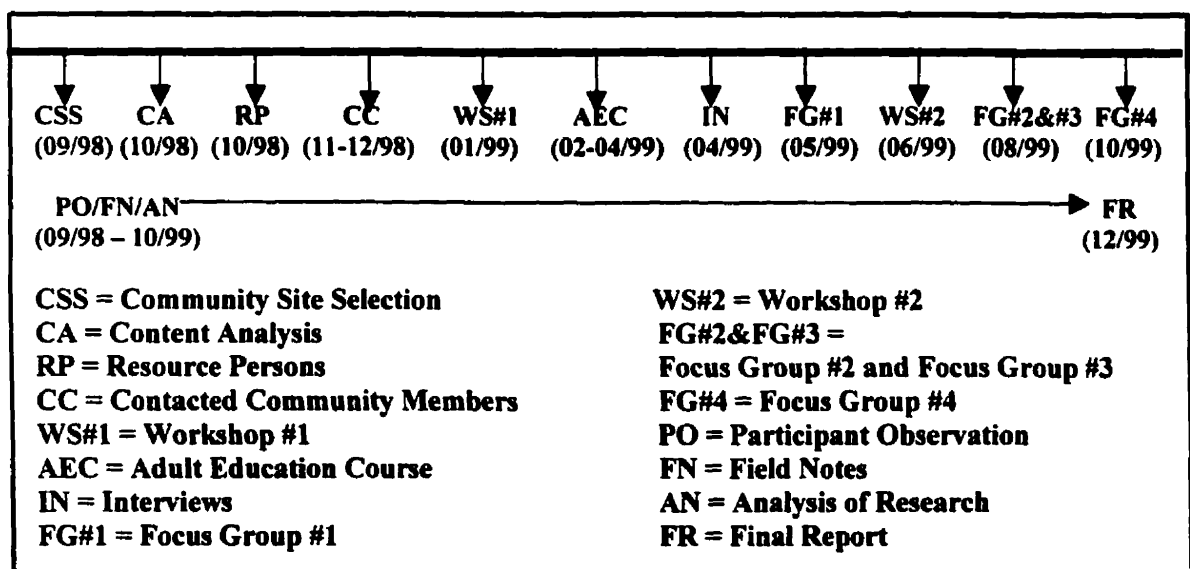 CSS CA RP CC WS#1 AEC IN FG#1 WS#2 FG#2&#3 FG#4
(09/98) (10/98) (10/98) (11-12/98) (01/99) (02-04/99) (04/99) (05/99) (06/99) (08/99) (10/99)
PO/FN/AN FR
(09/98 – 10/99) (12/99)
CSS = Community Site Selection
CA = Content Analysis
RP = Resource Persons
CC = Contacted Community Members
WS#1 = Workshop #1
AEC = Adult Education Course
IN = Interviews
FG#1 = Focus Group #1
WS#2 = Workshop #2
FG#2&FG#3 =
Focus Group #2 and Focus Group #3
FG#4 = Focus Group #4
PO = Participant Observation
FN = Field Notes
AN = Analysis of Research
FR = Final Report